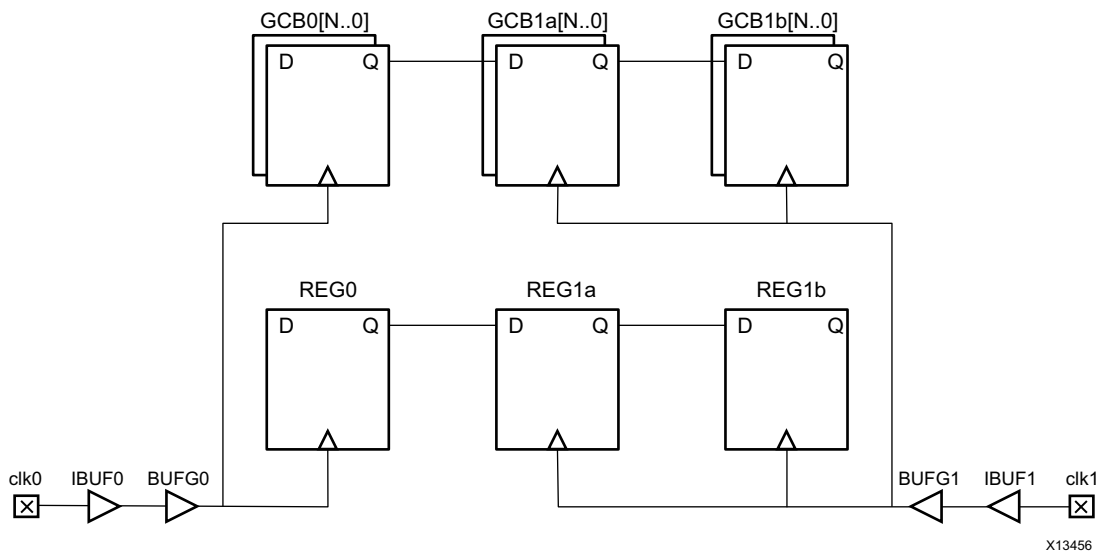 GCB0[N..0] GCB1a[N..0] GCB1b[N..0]
D Q D Q D Q
REG0 REG1a REG1b
D Q D Q D Q
clk0 IBUF0 BUFG0 BUFG1 IBUF1 clk1
X13456